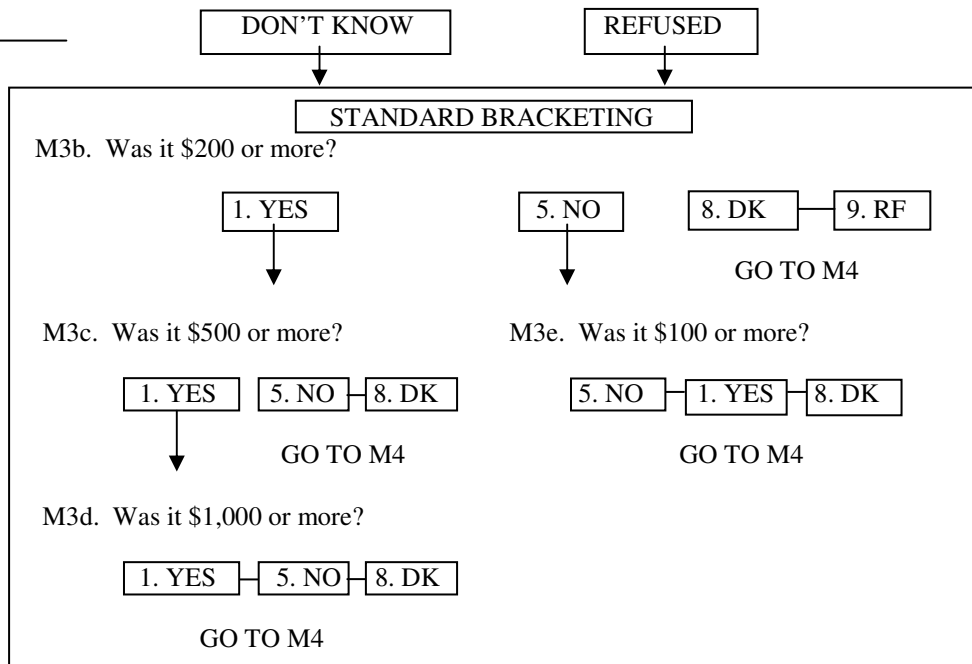 DON'T KNOW REFUSED
STANDARD BRACKETING
M3b. Was it $200 or more?
1. YES 5. NO 8. DK 9. RF
GO TO M4
M3c. Was it $500 or more? M3e. Was it $100 or more?
1. YES 5. NO 8. DK 5. NO 1. YES 8. DK
GO TO M4 GO TO M4
M3d. Was it $1,000 or more?
1. YES 5. NO 8. DK
GO TO M4